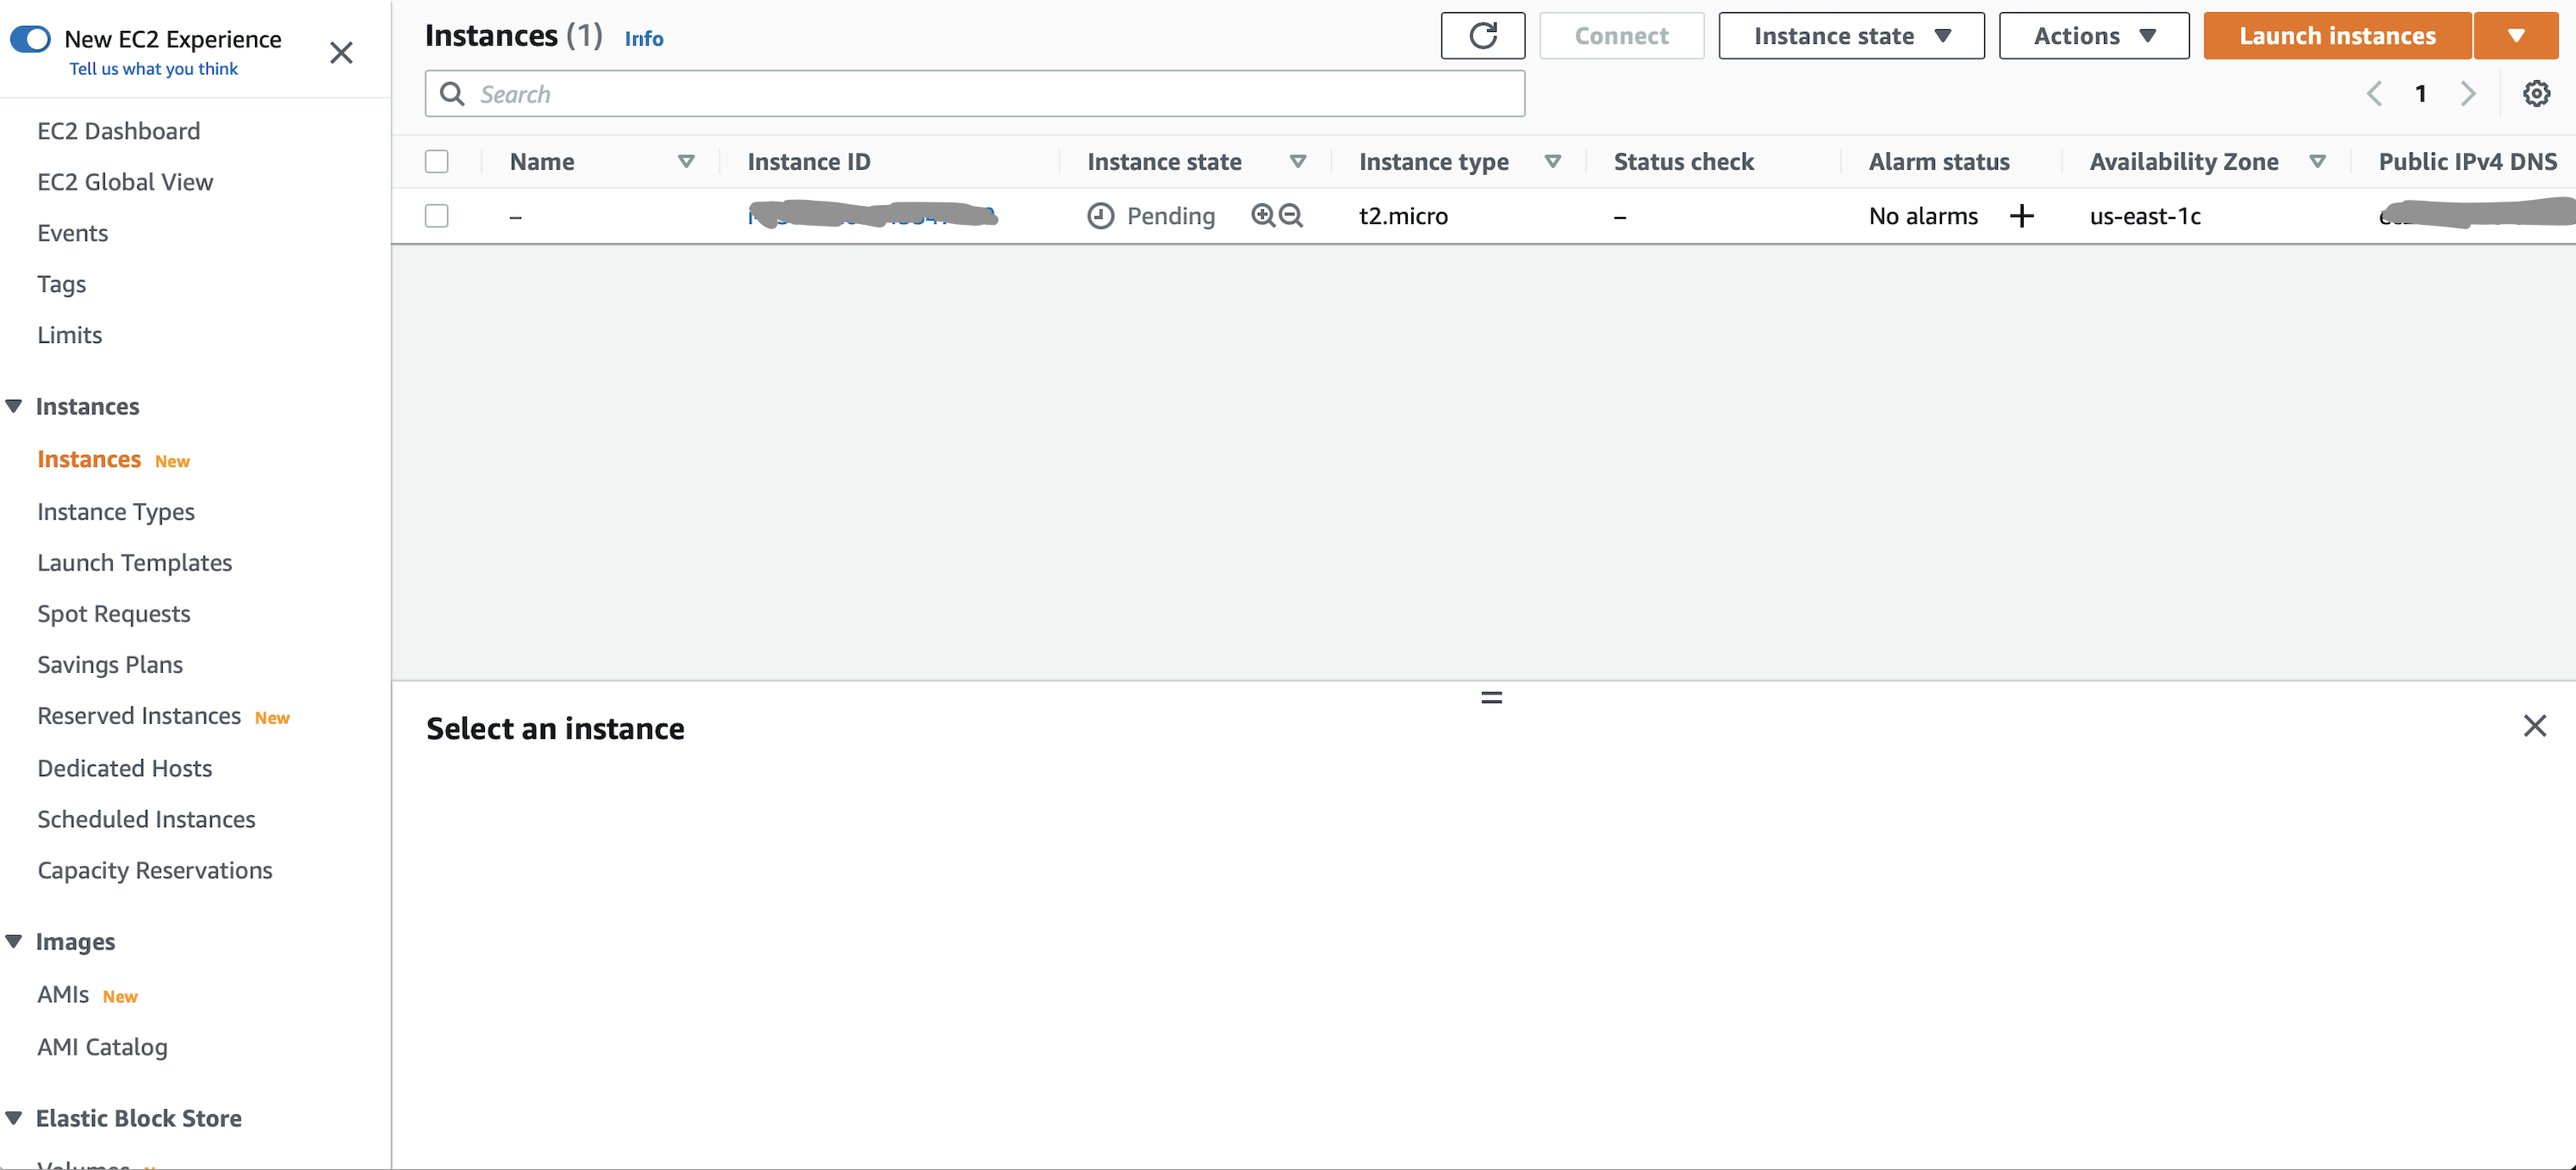 New EC2 Experience
Tell us what you think
EC2 Dashboard
EC2 Global View
Events
Tags
Limits
Instances
Instances New
Instance Types
Launch Templates
Spot Requests
Savings Plans
Reserved Instances New
Dedicated Hosts
Scheduled Instances
Capacity Reservations
Images
AMIs New
AMI Catalog
Elastic Block Store
Instances (1) Info
Connect
Instance state
Actions
Launch instances
Search
1
Name Instance ID Instance state Instance type Status check Alarm status Availability Zone Public IPv4 DNS
– Pending t2.micro – No alarms + us-east-1c
Select an instance